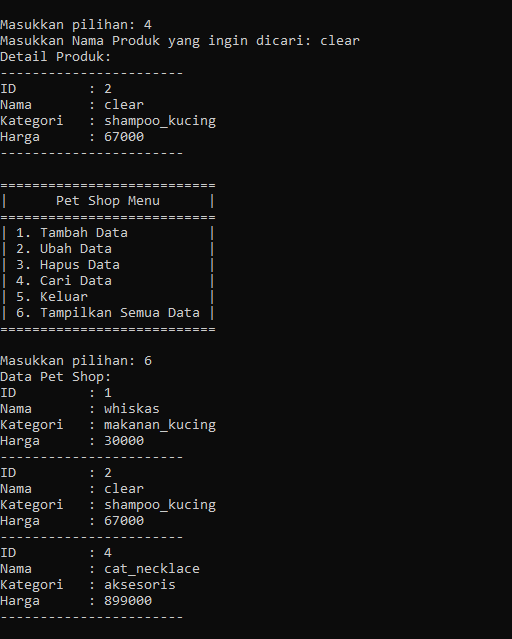 Masukkan pilihan: 4
Masukkan Nama Produk yang ingin dicari: clear
Detail Produk:
-----------------------
ID         : 2
Nama       : clear
Kategori   : shampoo_kucing
Harga      : 67000
-----------------------
===========================
|      Pet Shop Menu      |
===========================
| 1. Tambah Data          |
| 2. Ubah Data            |
| 3. Hapus Data           |
| 4. Cari Data            |
| 5. Keluar               |
| 6. Tampilkan Semua Data |
===========================
Masukkan pilihan: 6
Data Pet Shop:
ID         : 1
Nama       : whiskas
Kategori   : makanan_kucing
Harga      : 30000
-----------------------
ID         : 2
Nama       : clear
Kategori   : shampoo_kucing
Harga      : 67000
-----------------------
ID         : 4
Nama       : cat_necklace
Kategori   : aksesoris
Harga      : 899000
-----------------------